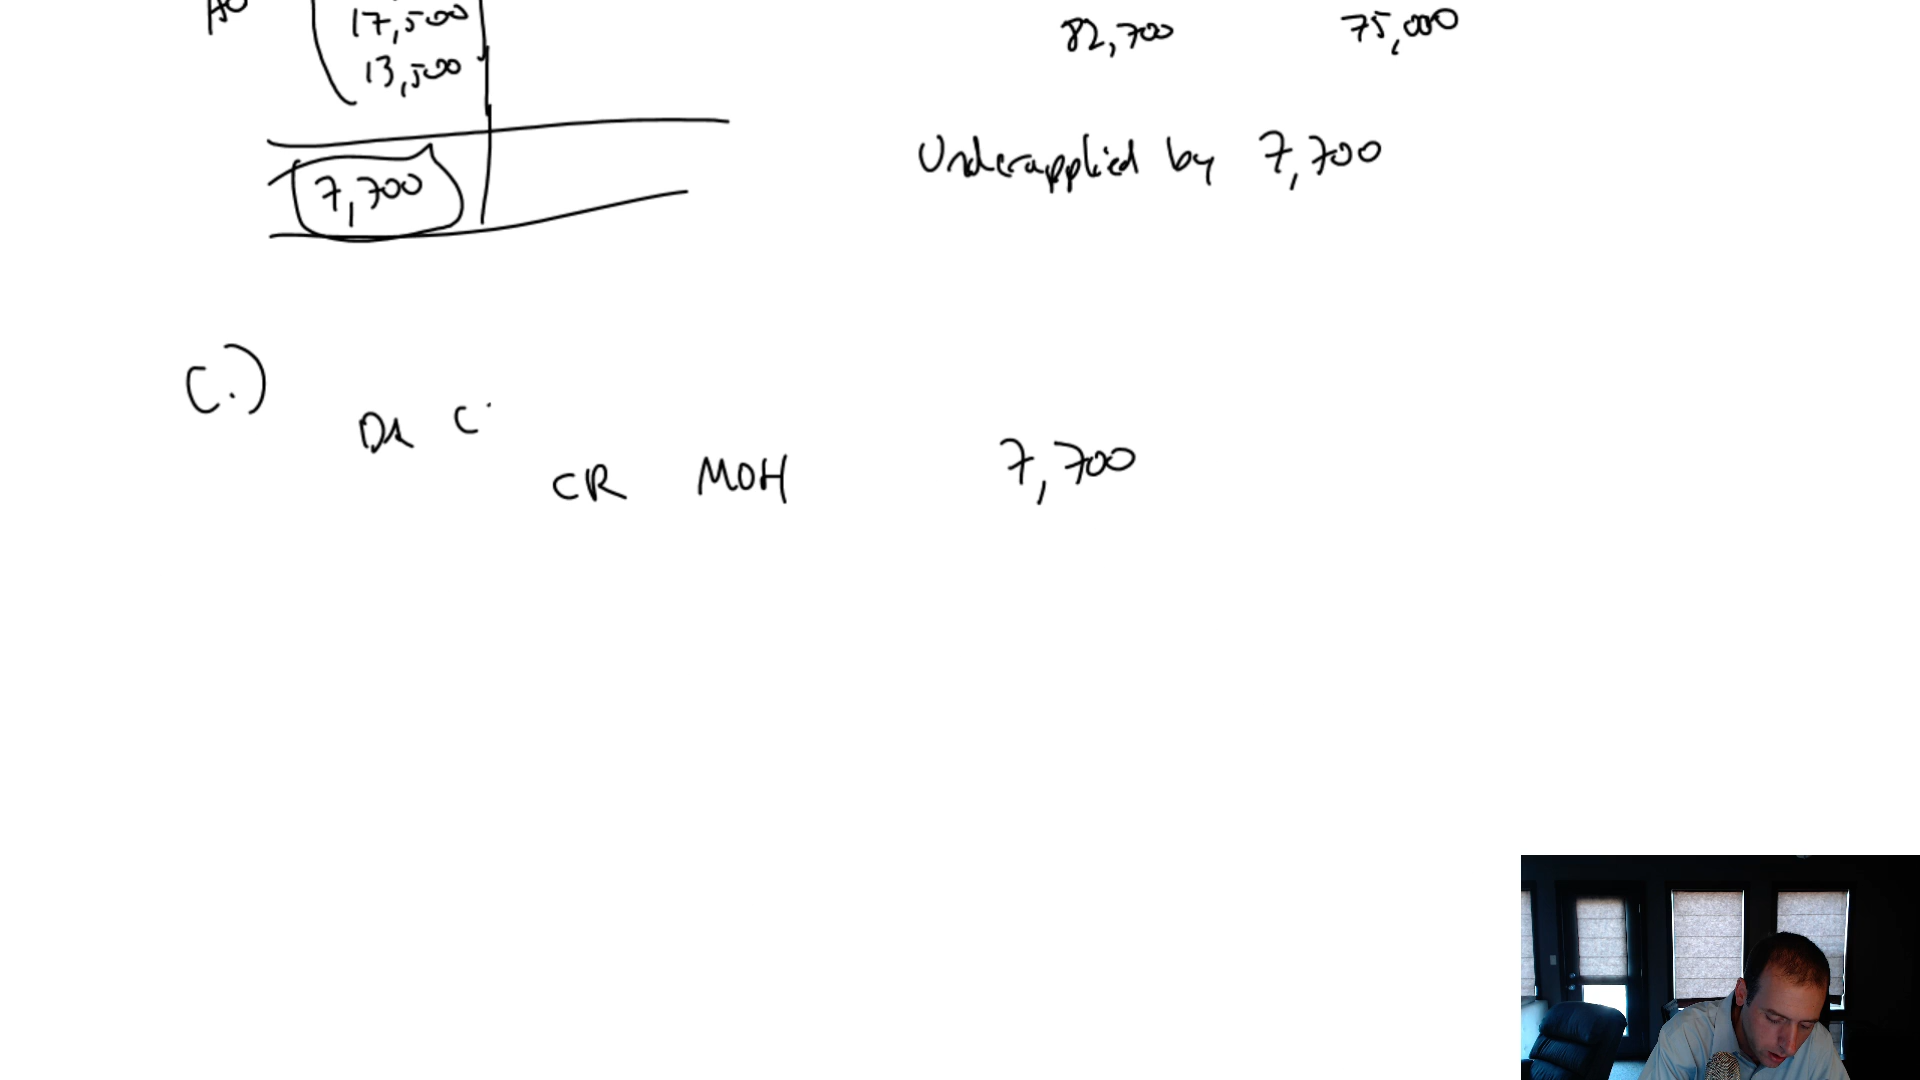 17,500
13,500
82,700 75,000
7,700
Underapplied by 7,700
C.)
DR C
CR MOH 7,700